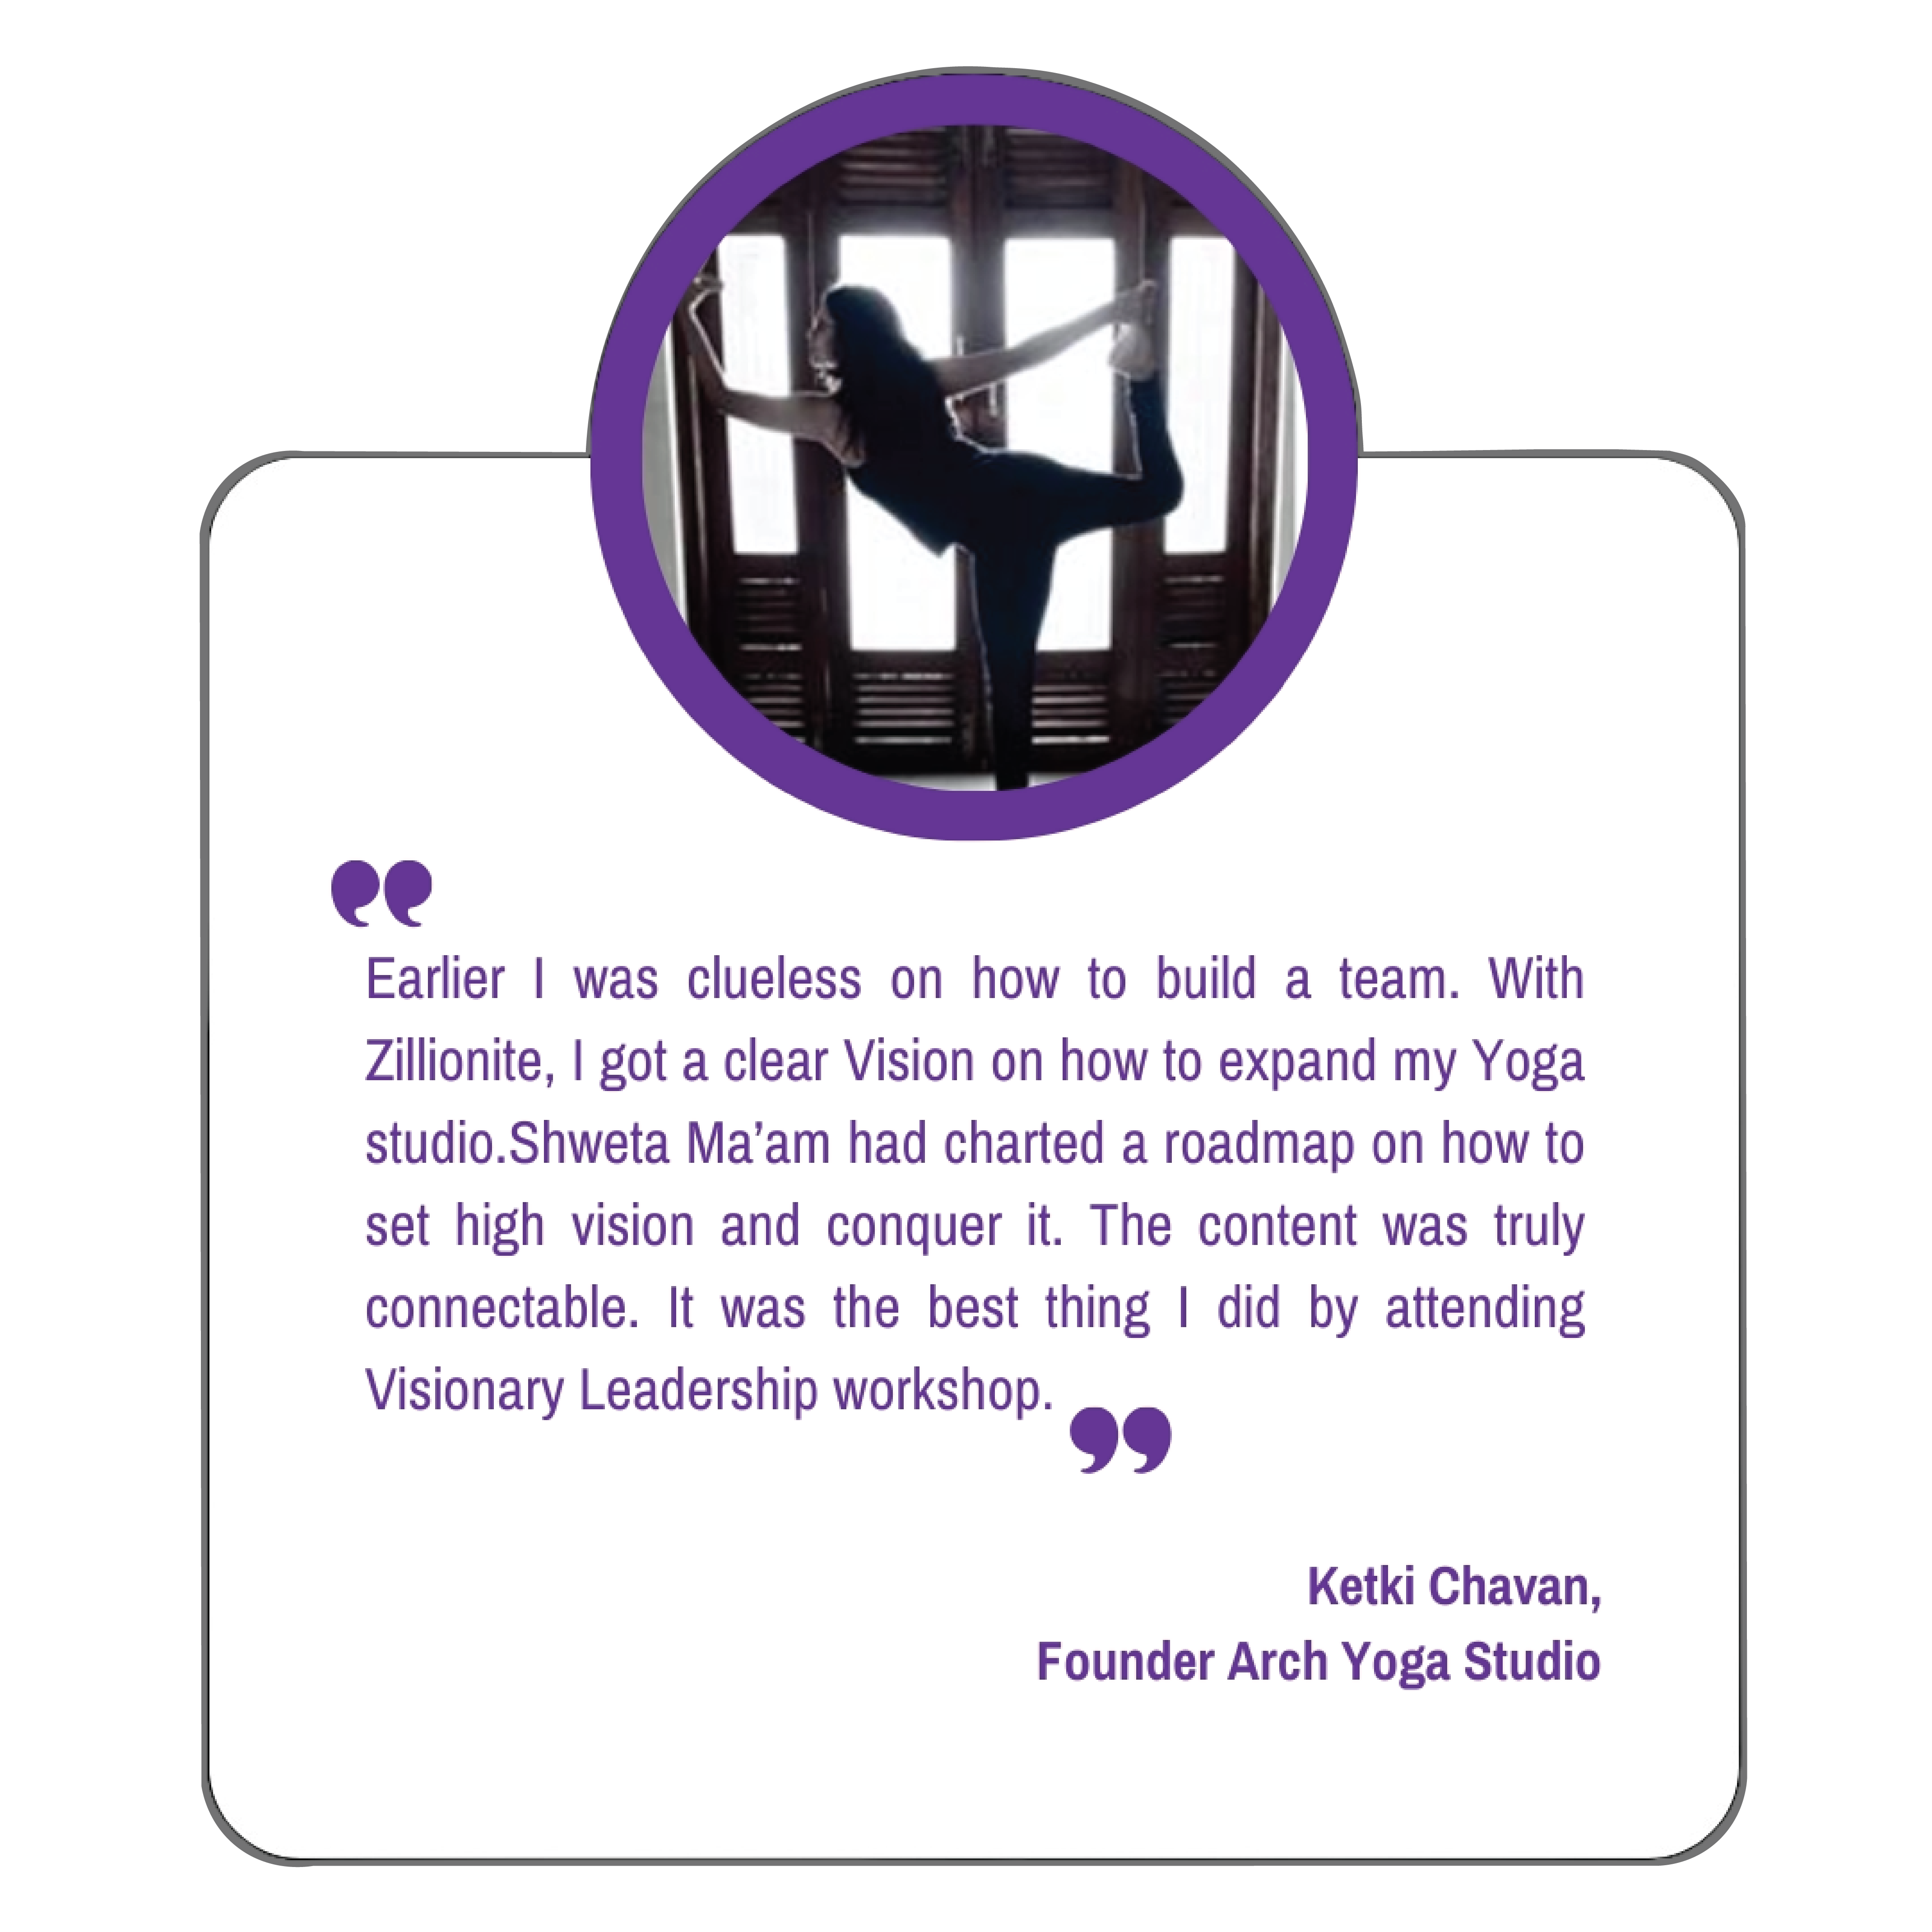 Earlier I was clueless on how to build a team. With
Zillionite, I got a clear Vision on how to expand my Yoga
studio.Shweta Ma’am had charted a roadmap on how to
set high vision and conquer it. The content was truly
connectable. It was the best thing I did by attending
Visionary Leadership workshop.
Ketki Chavan,
Founder Arch Yoga Studio